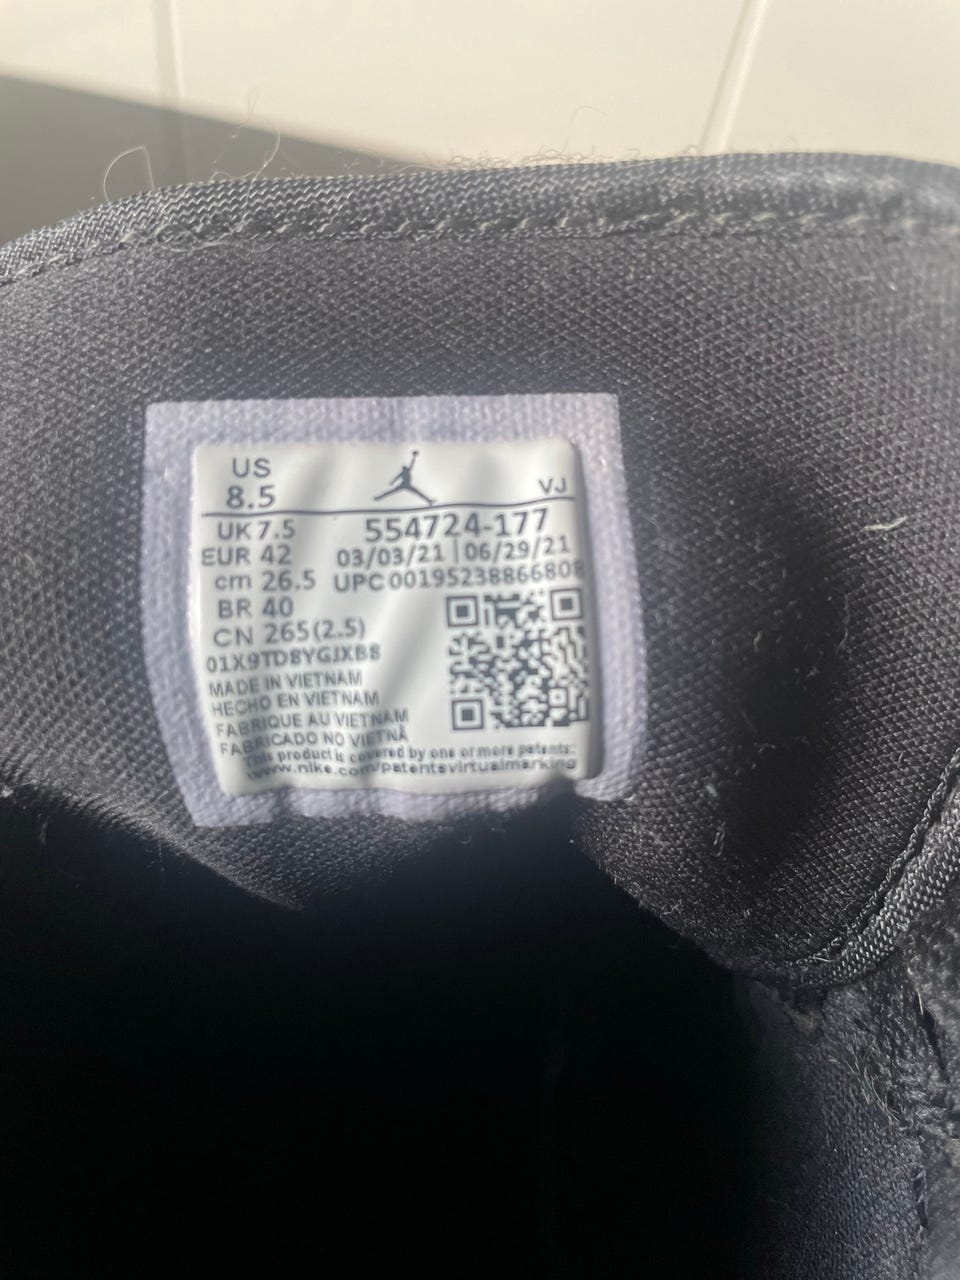 US
8.5
VJ
UK 7.5 554724-177
EUR 42 03/03/21 | 06/29/21
cm 26.5 UPC 00195238866808
BR 40
CN 265(2.5)
01X9TD8YGJXB8
MADE IN VIETNAM
HECHO EN VIETNAM
FABRIQUE AU VIETNAM
FABRICADO NO VIETNÃ
This product is covered by one or more patents:
www.nike.com/patentsvirtualmarking